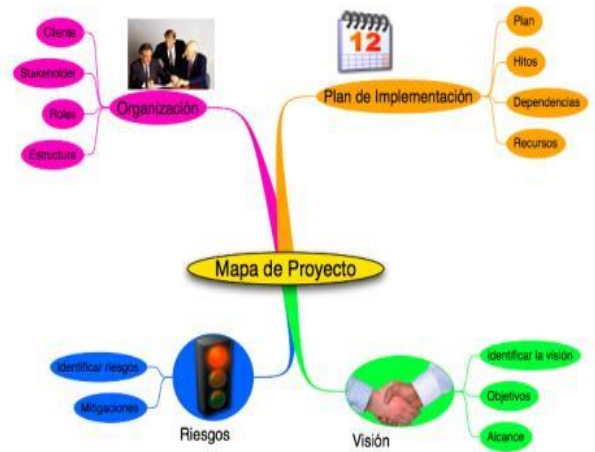 Cliente
Stakeholder
Roles
Estructura
Organización
12
Plan de Implementación
Plan
Hitos
Dependencias
Recursos
Mapa de Proyecto
Identificar riesgos
Mitigaciones
Riesgos
Visión
Identificar la visión
Objetivos
Alcance